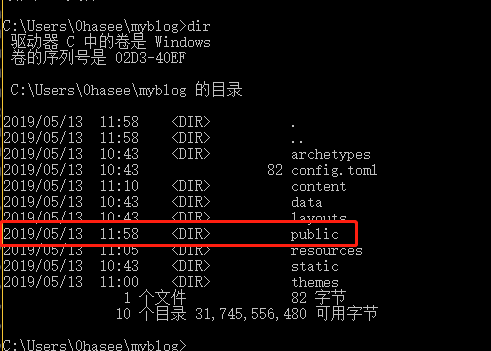 C:\Users\0hasee\myblog>dir
驱动器 C 中的卷是 Windows
卷的序列号是 02D3-40EF
C:\Users\0hasee\myblog 的目录
2019/05/13 11:58 <DIR> .
2019/05/13 11:58 <DIR> ..
2019/05/13 10:43 <DIR> archetypes
2019/05/13 10:43 82 config.toml
2019/05/13 11:10 <DIR> content
2019/05/13 10:43 <DIR> data
2019/05/13 10:43 <DIR> layouts
2019/05/13 11:58 <DIR> public
2019/05/13 11:05 <DIR> resources
2019/05/13 10:43 <DIR> static
2019/05/13 11:00 <DIR> themes
1 个文件 82 字节
10 个目录 31,745,556,480 可用字节
C:\Users\0hasee\myblog>